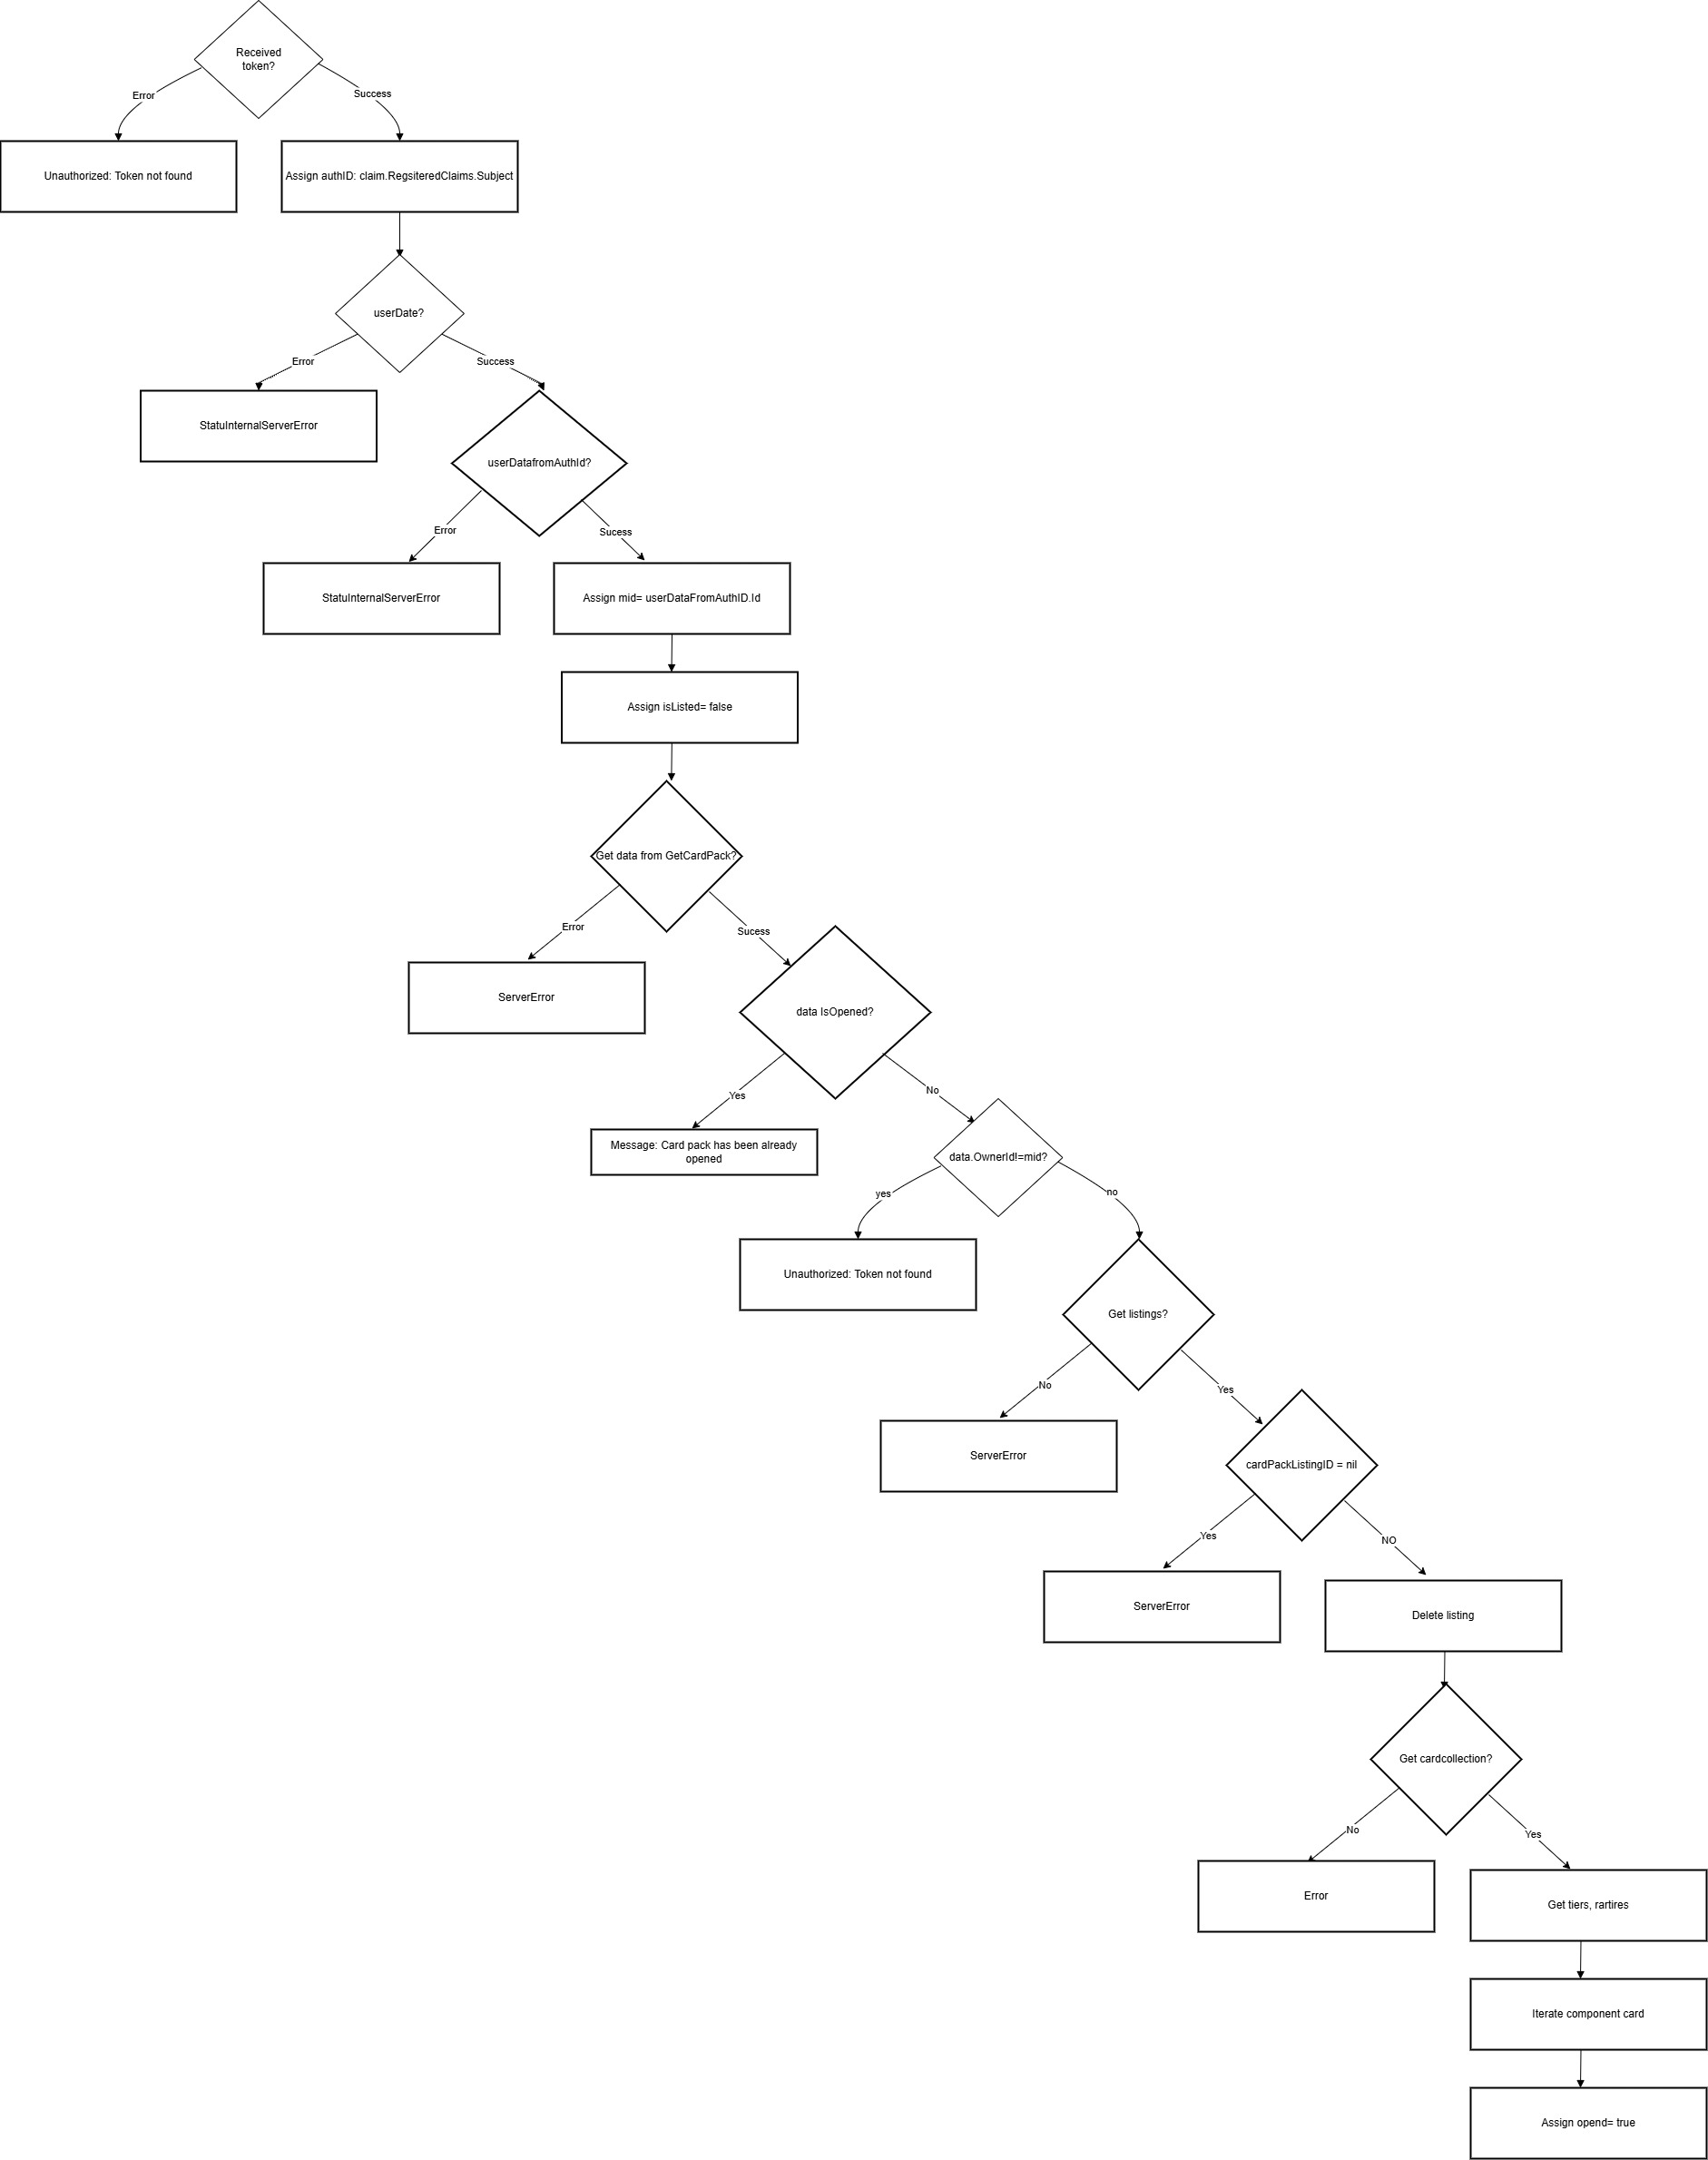 Received
token?
Error
Success
Unauthorized: Token not found
Assign authID: claim.RegsiteredClaims.Subject
userDate?
Error
Success
StatuInternalServerError
userDatafromAuthId?
Error
Sucess
StatuInternalServerError
Assign mid= userDataFromAuthID.Id
Assign isListed= false
Get data from GetCardPack?
Error
Sucess
ServerError
data IsOpened?
Yes
No
Message: Card pack has been already
opened
data.OwnerId!=mid?
yes
no
Unauthorized: Token not found
Get listings?
No
Yes
ServerError
cardPackListingID = nil
Yes
NO
ServerError
Delete listing
Get cardcollection?
No
Yes
Error
Get tiers, rartires
Iterate component card
Assign opend= true